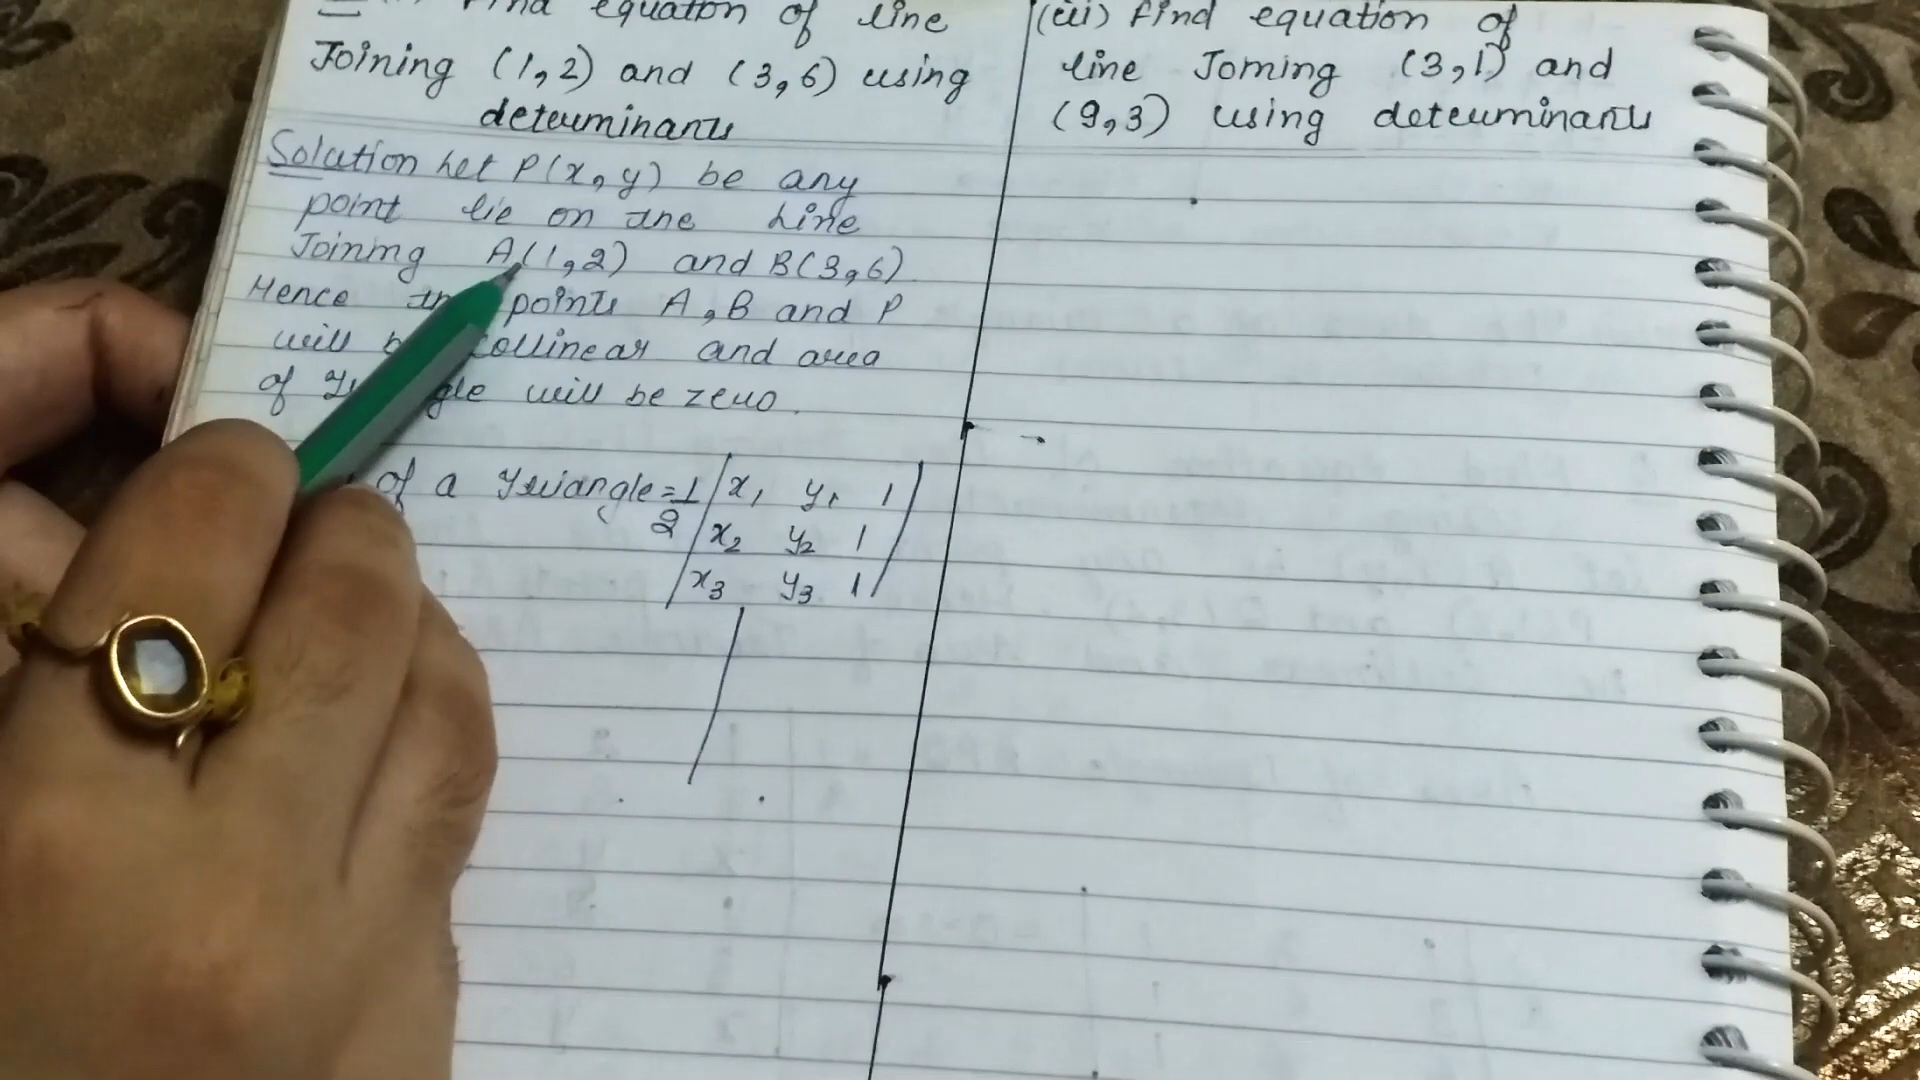 Find equation of line
Joining (1,2) and (3,6) using
determinants
Solution Let P(x,y) be any
point lie on the Line
Joining A(1,2) and B(3,6)
Hence points A,B and P
will collinear and area
of will be zero.
of a Triangle = 1/2 | x1 y1 1 |
| x2 y2 1 |
| x3 y3 1 |
(iii) Find equation of
line Joining (3,1) and
(9,3) using determinants